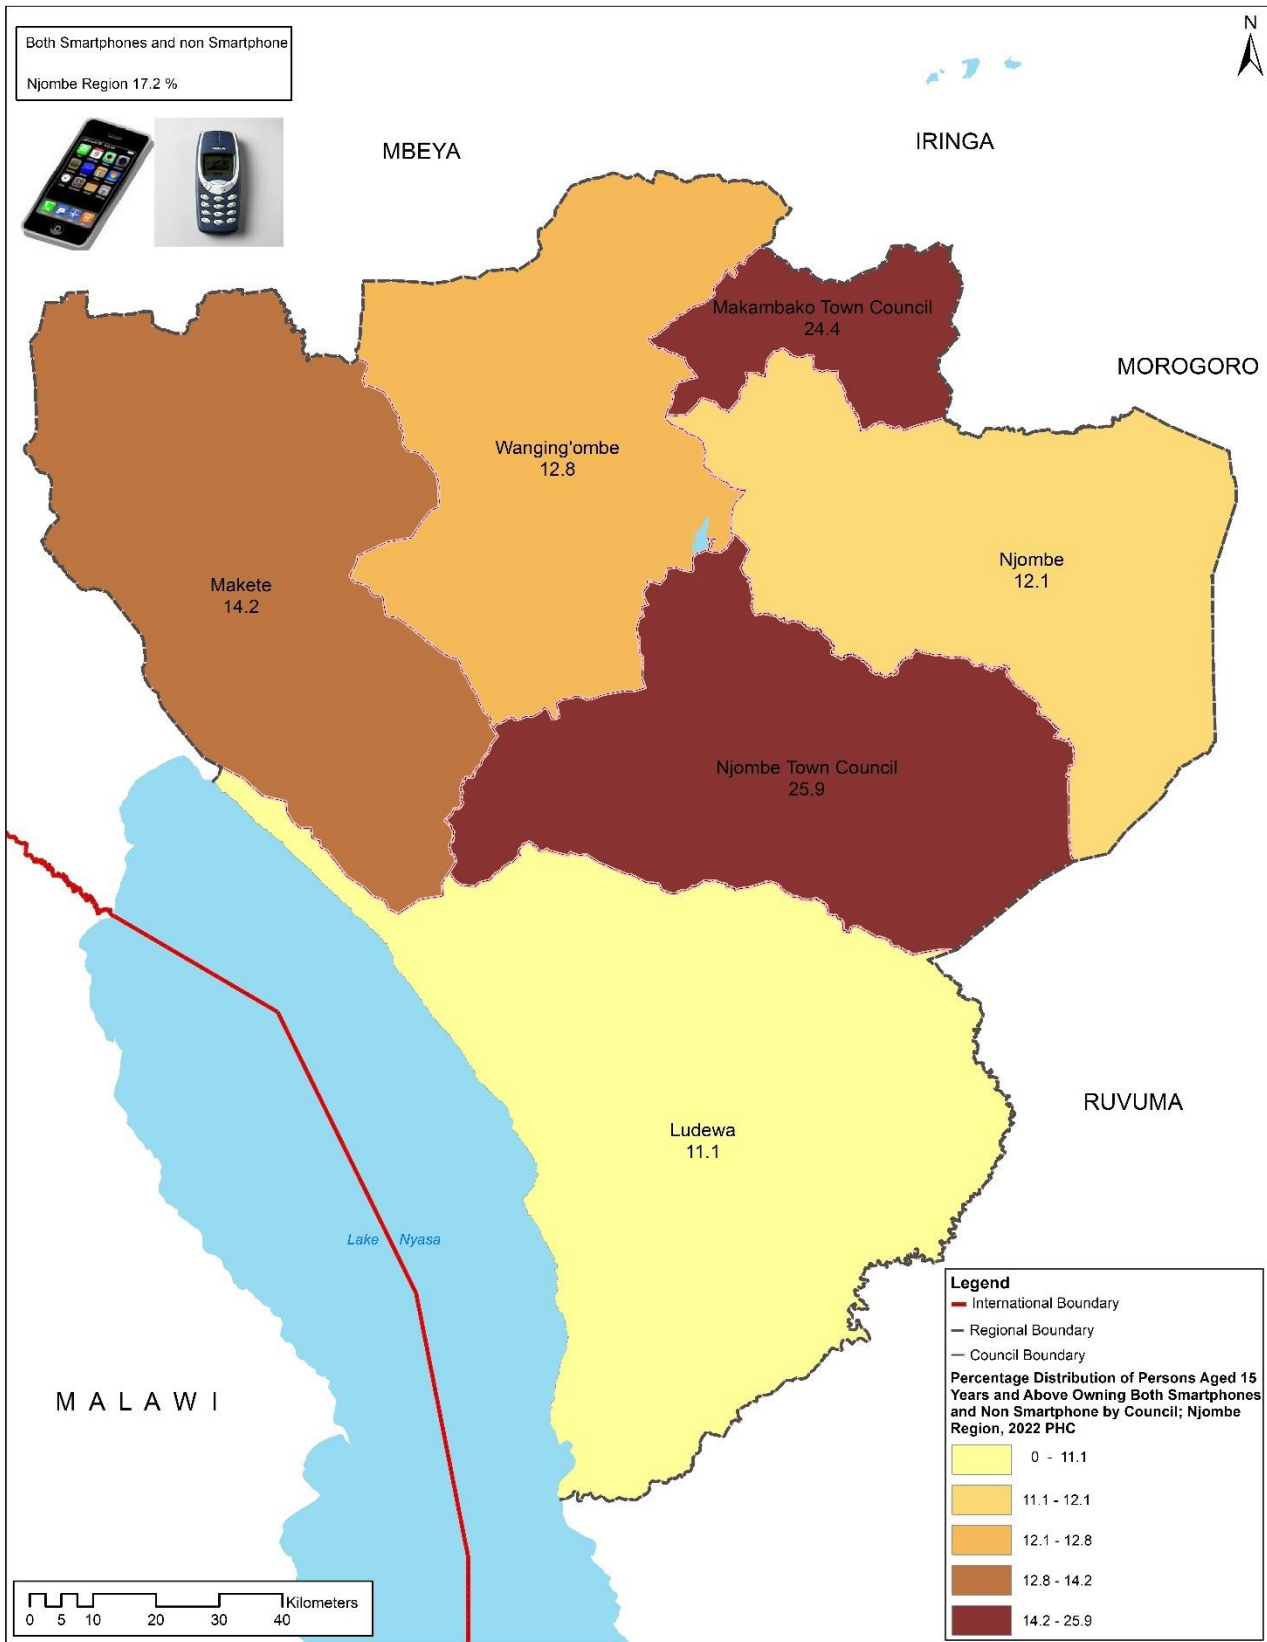 Both Smartphones and non Smartphone
Njombe Region 17.2 %
N
MBEYA
IRINGA
MOROGORO
Makambako Town Council
24.4
Wanging'ombe
12.8
Njombe
12.1
Makete
14.2
Njombe Town Council
25.9
Ludewa
11.1
RUVUMA
Lake Nyasa
MALAWI
Legend
International Boundary
Regional Boundary
Council Boundary
Percentage Distribution of Persons Aged 15
Years and Above Owning Both Smartphones
and Non Smartphone by Council; Njombe
Region, 2022 PHC
0 - 11.1
11.1 - 12.1
12.1 - 12.8
12.8 - 14.2
14.2 - 25.9
Kilometers
0 5 10 20 30 40